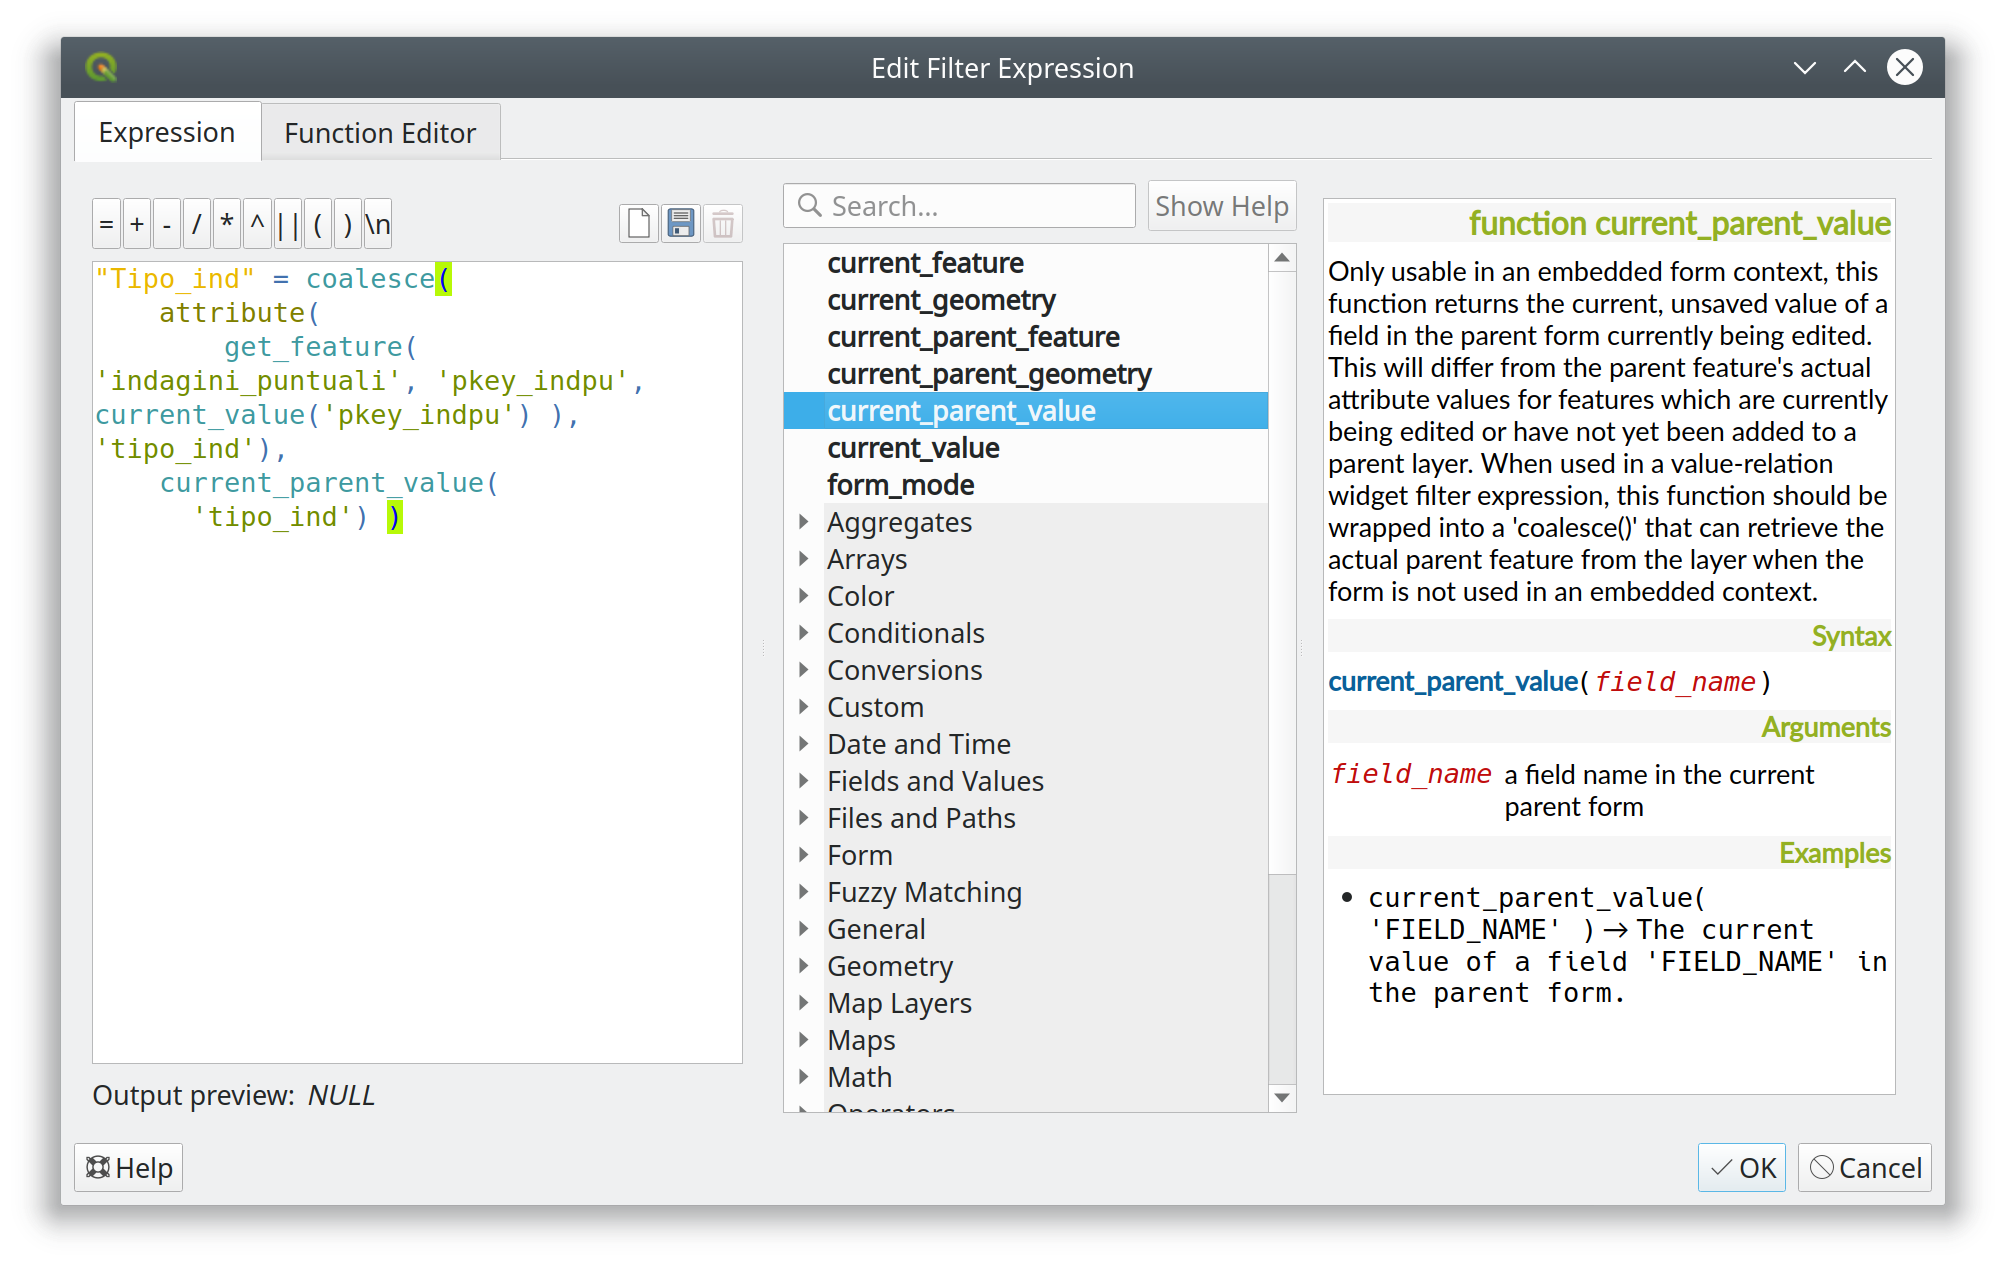 Edit Filter Expression
Expression
Function Editor
= + - / * ^ || ( ) \n
"Tipo_ind" = coalesce(
    attribute(
        get_feature(
'indagini_puntuali', 'pkey_indpu',
current_value('pkey_indpu') ),
'tipo_ind'),
    current_parent_value(
      'tipo_ind') )
Output preview: NULL
Search...
Show Help
current_feature
current_geometry
current_parent_feature
current_parent_geometry
current_parent_value
current_value
form_mode
Aggregates
Arrays
Color
Conditionals
Conversions
Custom
Date and Time
Fields and Values
Files and Paths
Form
Fuzzy Matching
General
Geometry
Map Layers
Maps
Math
Operators
function current_parent_value
Only usable in an embedded form context, this
function returns the current, unsaved value of a
field in the parent form currently being edited.
This will differ from the parent feature's actual
attribute values for features which are currently
being edited or have not yet been added to a
parent layer. When used in a value-relation
widget filter expression, this function should be
wrapped into a 'coalesce()' that can retrieve the
actual parent feature from the layer when the
form is not used in an embedded context.
Syntax
current_parent_value(field_name)
Arguments
field_name a field name in the current
parent form
Examples
• current_parent_value(
'FIELD_NAME' ) → The current
value of a field 'FIELD_NAME' in
the parent form.
Help
OK
Cancel